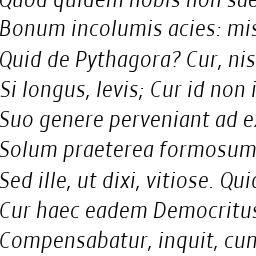 Quod quidem nobis non sae
Bonum incolumis acies: mis
Quid de Pythagora? Cur, nis
Si longus, levis; Cur id non i
Suo genere perveniant ad e
Solum praeterea formosum
Sed ille, ut dixi, vitiose. Qui
Cur haec eadem Democritus
Compensabatur, inquit, cum